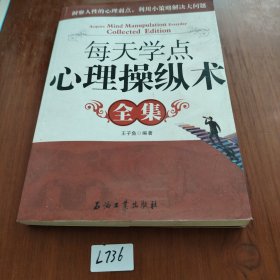 洞察人性的心理弱点，利用小策略解决大问题
Acquire Mind Manipulation Everyday
Collected Edition
每天学点
心理操纵术
全集
王子鱼◎编著
石油工业出版社
L736